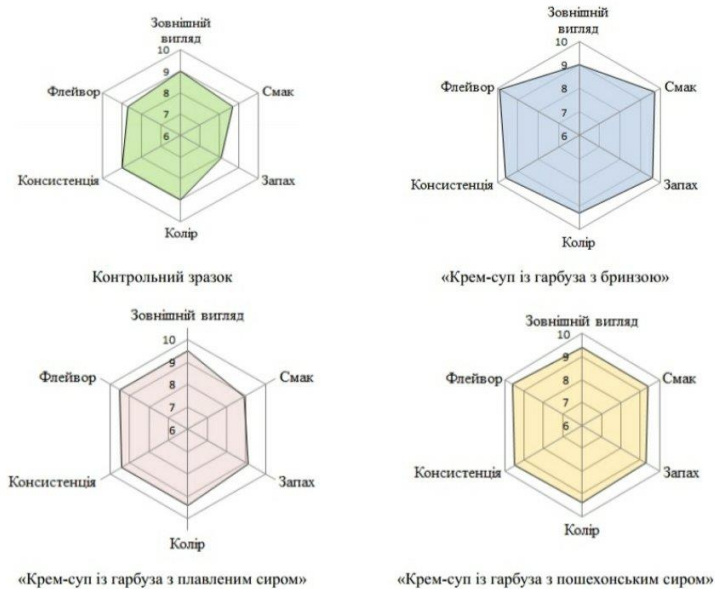 Зовнішній
вигляд
10
9
8
7
6
Флейвор
Смак
Консистенція
Запах
Колір
Контрольний зразок
Зовнішній
вигляд
10
9
8
7
6
Флейвор
Смак
Консистенція
Запах
Колір
«Крем-суп із гарбуза з бринзою»
Зовнішній вигляд
10
9
8
7
6
Флейвор
Смак
Консистенція
Запах
Колір
«Крем-суп із гарбуза з плавленим сиром»
Зовнішній вигляд
10
9
8
7
6
Флейвор
Смак
Консистенція
Запах
Колір
«Крем-суп із гарбуза з пошехонським сиром»